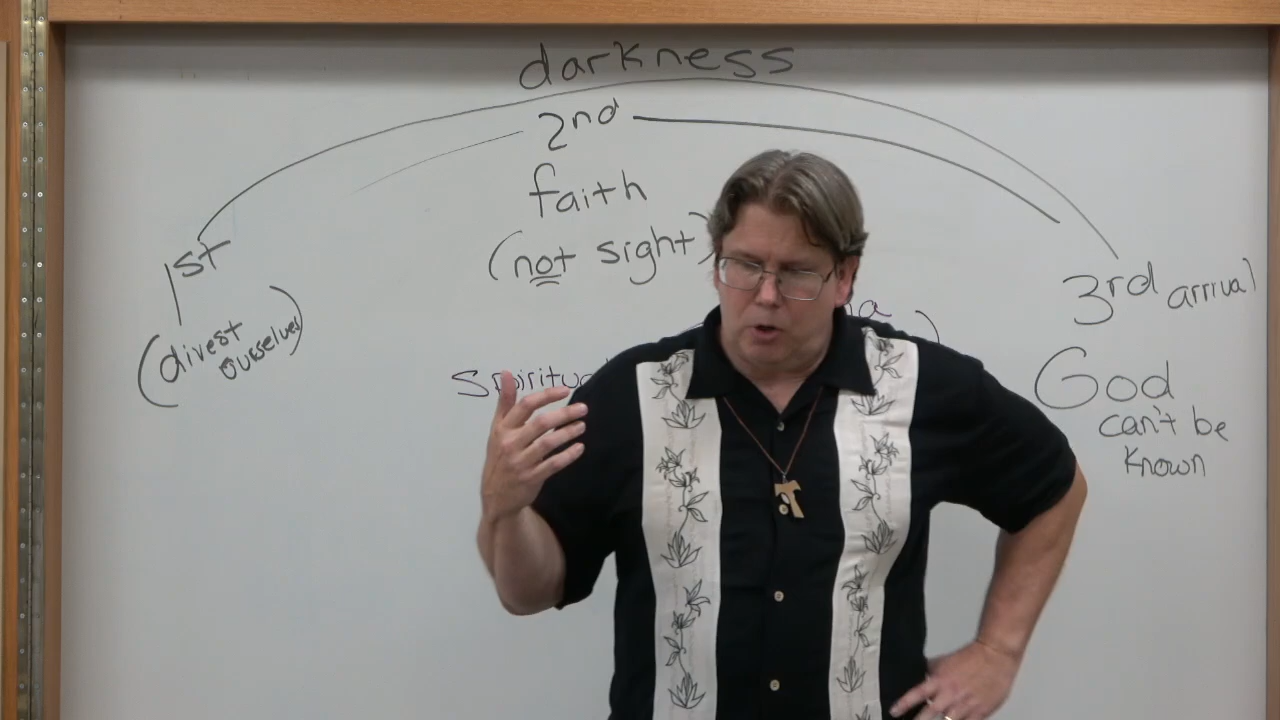 darkness
2nd
faith
(not sight)
1st
(divest
ourselves)
3rd arrival
God
can't be
known